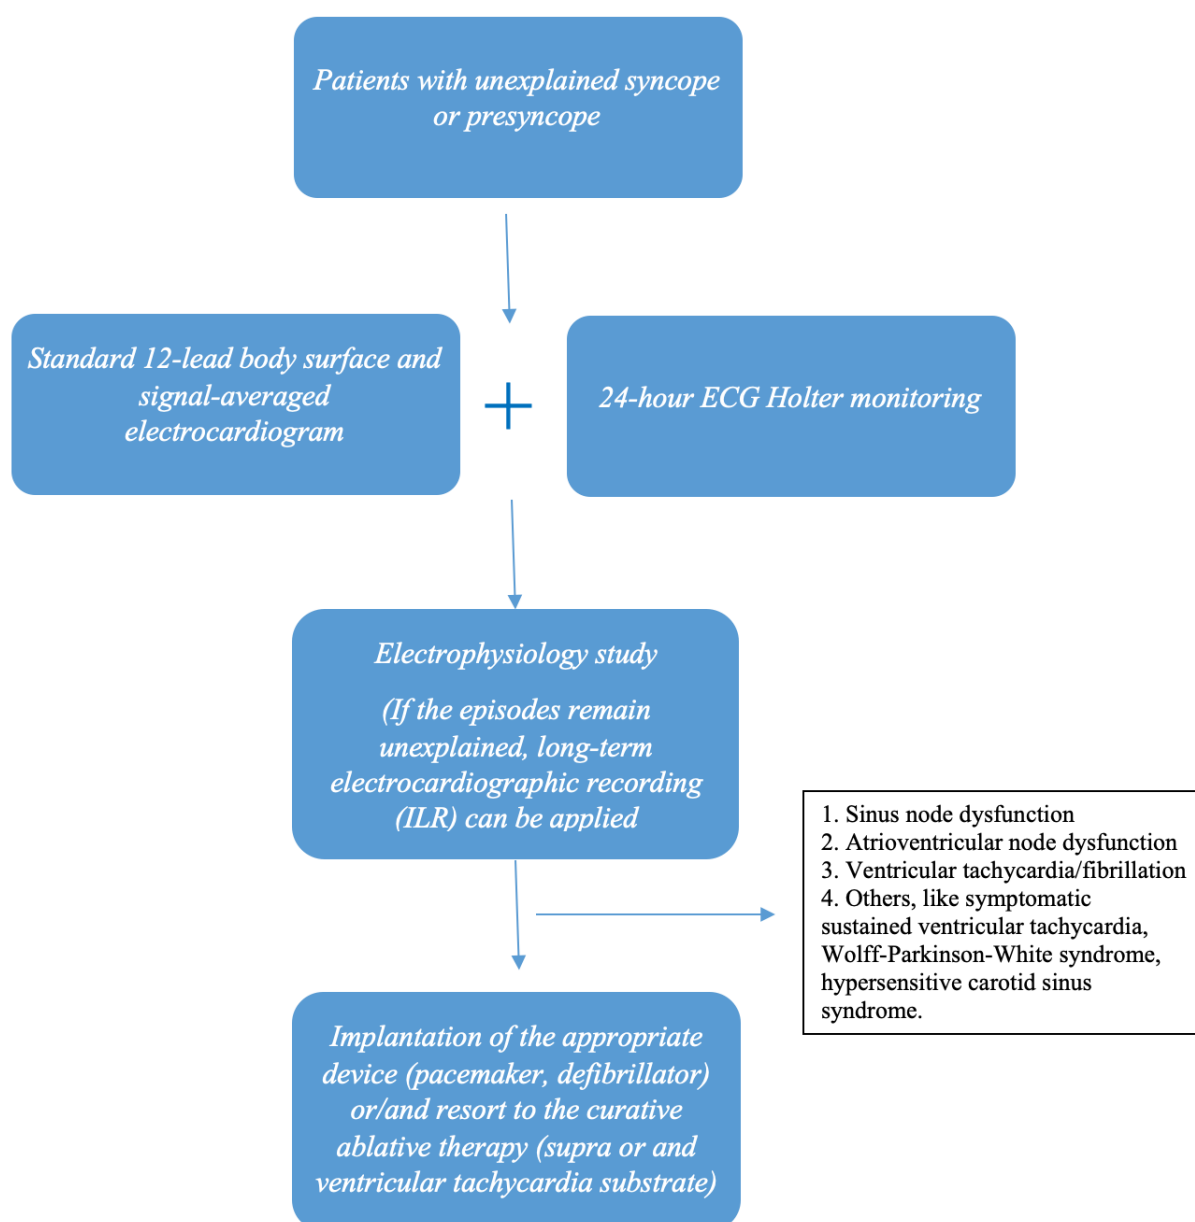 Patients with unexplained syncope
or presyncope
Standard 12-lead body surface and
signal-averaged
electrocardiogram
+
24-hour ECG Holter monitoring
Electrophysiology study
(If the episodes remain
unexplained, long-term
electrocardiographic recording
(ILR) can be applied
1. Sinus node dysfunction
2. Atrioventricular node dysfunction
3. Ventricular tachycardia/fibrillation
4. Others, like symptomatic
sustained ventricular tachycardia,
Wolff-Parkinson-White syndrome,
hypersensitive carotid sinus
syndrome.
Implantation of the appropriate
device (pacemaker, defibrillator)
or/and resort to the curative
ablative therapy (supra or and
ventricular tachycardia substrate)